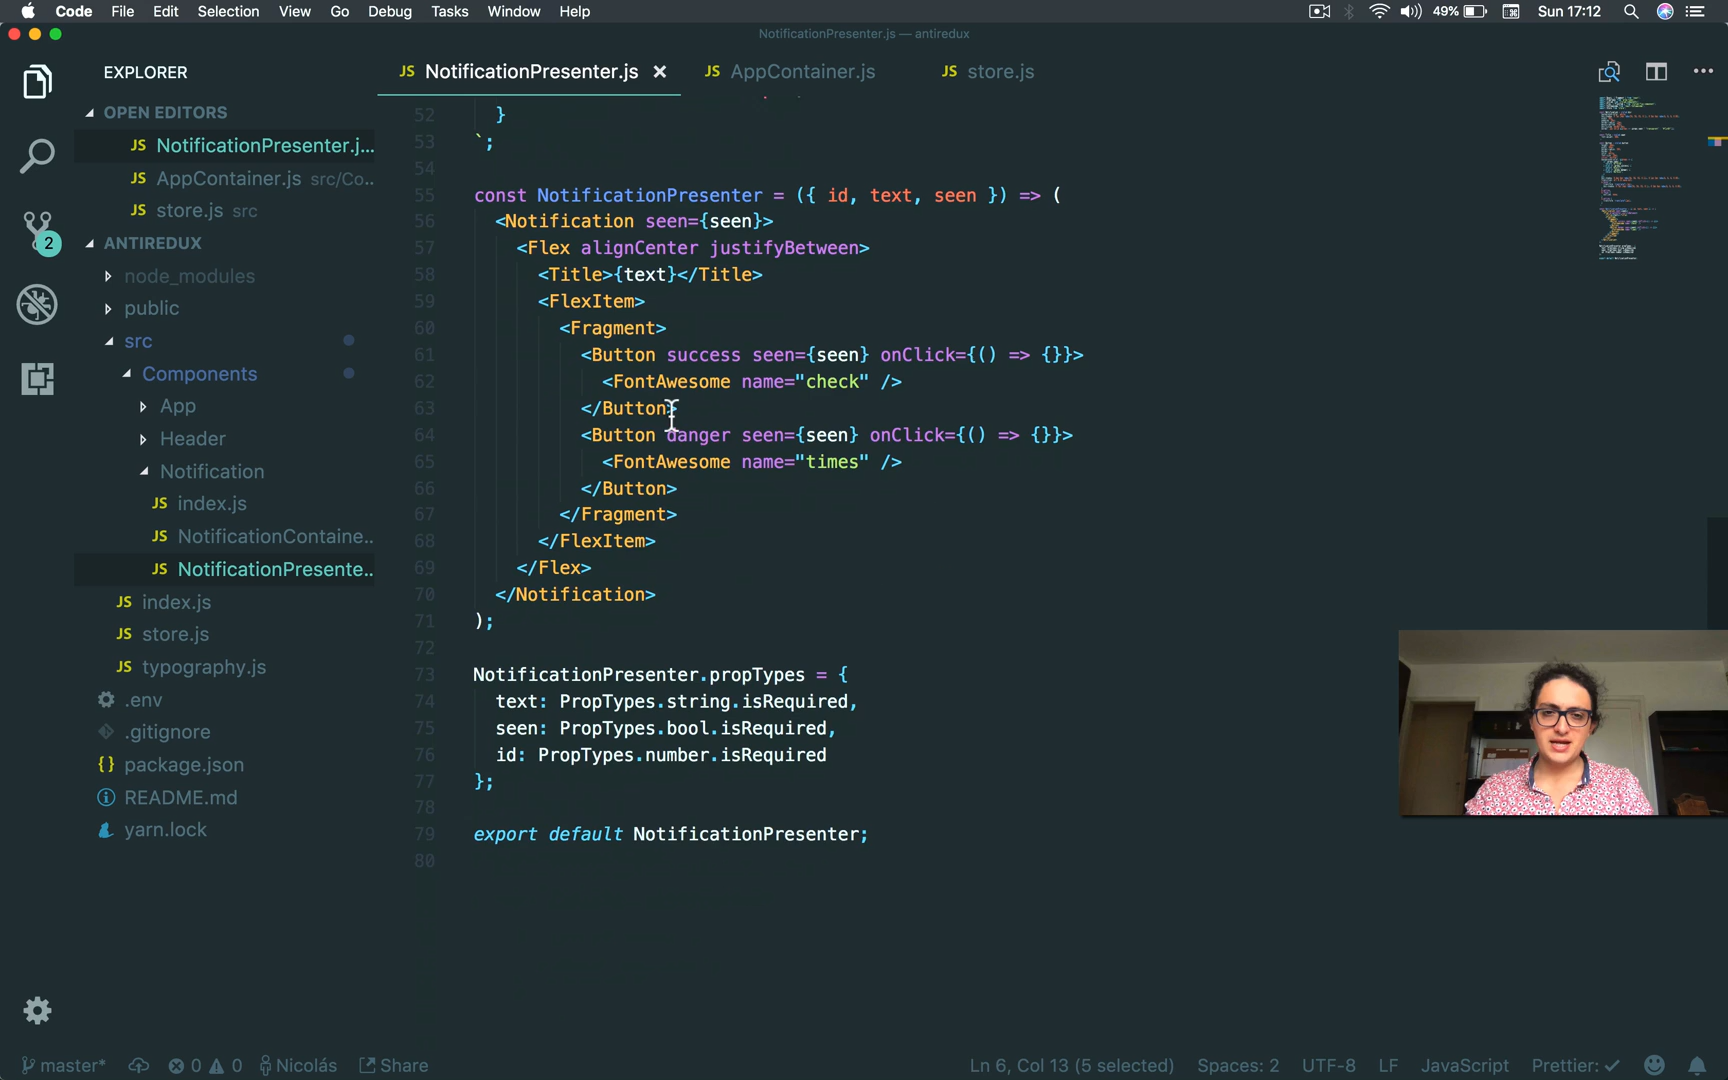 Code File Edit Selection View Go Debug Tasks Window Help 49% Sun 17:12
NotificationPresenter.js — antiredux
EXPLORER
JS NotificationPresenter.js
JS AppContainer.js
JS store.js
OPEN EDITORS
JS NotificationPresenter.j...
JS AppContainer.js src/Co...
JS store.js src
ANTIREDUX
node_modules
public
src
Components
App
Header
Notification
JS index.js
JS NotificationContaine..
JS NotificationPresente..
JS index.js
JS store.js
JS typography.js
.env
.gitignore
{ } package.json
README.md
yarn.lock
2
52 }
53 `;
54
55 const NotificationPresenter = ({ id, text, seen }) => (
56 <Notification seen={seen}>
57 <Flex alignCenter justifyBetween>
58 <Title>{text}</Title>
59 <FlexItem>
60 <Fragment>
61 <Button success seen={seen} onClick={() => {}}>
62 <FontAwesome name="check" />
63 </Button>
64 <Button danger seen={seen} onClick={() => {}}>
65 <FontAwesome name="times" />
66 </Button>
67 </Fragment>
68 </FlexItem>
69 </Flex>
70 </Notification>
71 );
72
73 NotificationPresenter.propTypes = {
74 text: PropTypes.string.isRequired,
75 seen: PropTypes.bool.isRequired,
76 id: PropTypes.number.isRequired
77 };
78
79 export default NotificationPresenter;
80
master* 0 0 Nicolás Share Ln 6, Col 13 (5 selected) Spaces: 2 UTF-8 LF JavaScript Prettier: ✓